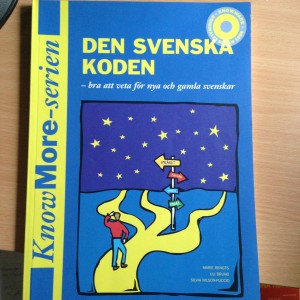 DEN SVENSKA
KODEN
– bra att veta för nya och gamla svenskar
KnowMore-serien